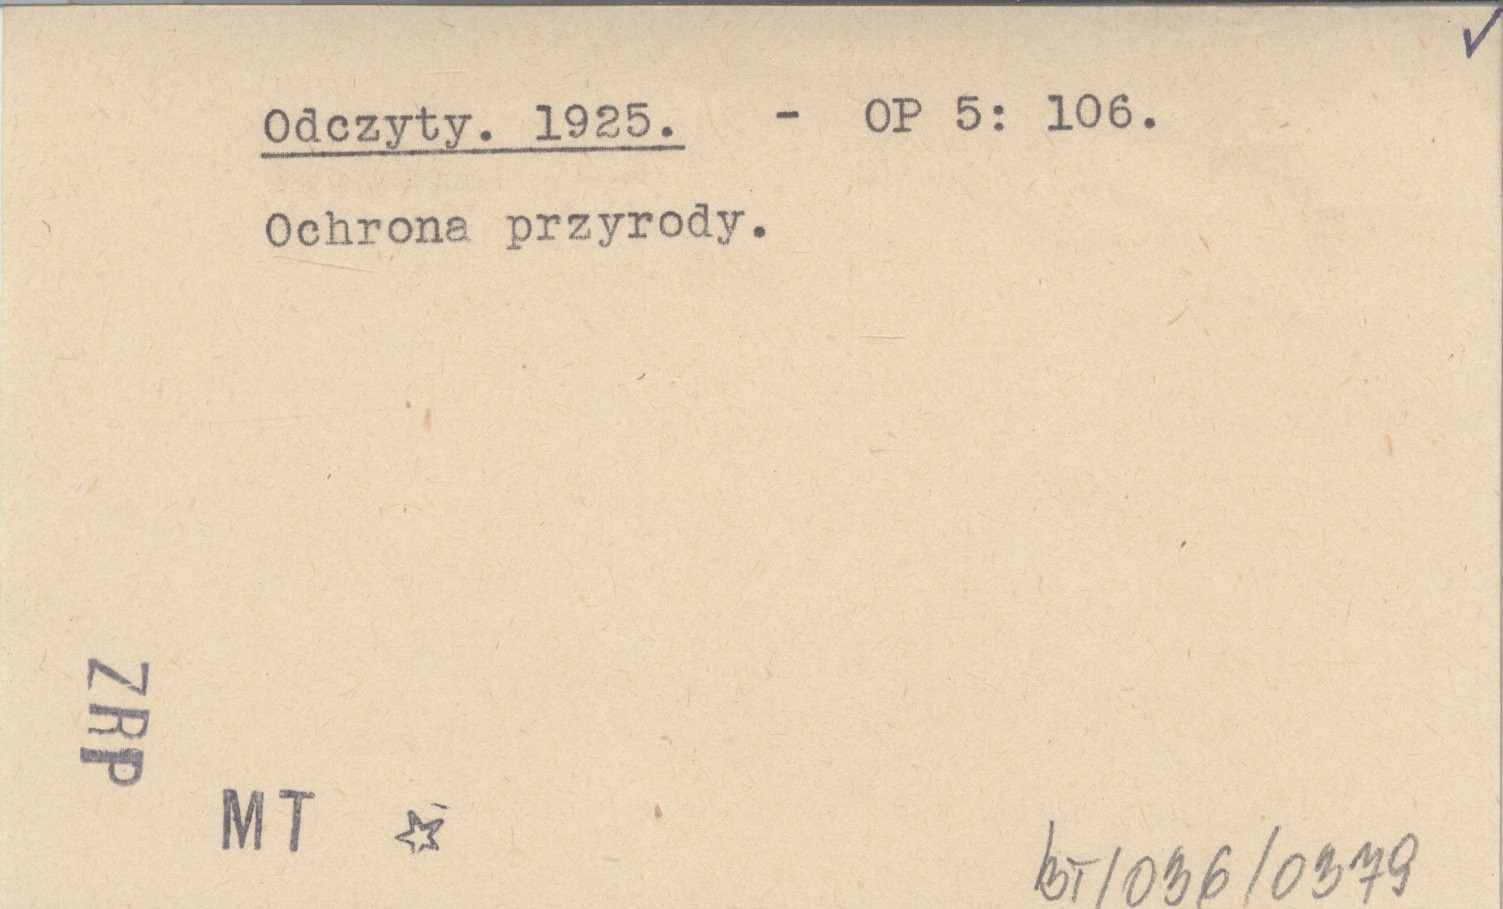 Odczyty. 1925. - OP 5: 106.
Ochrona przyrody.
ZRP
MT
BT/036/0379